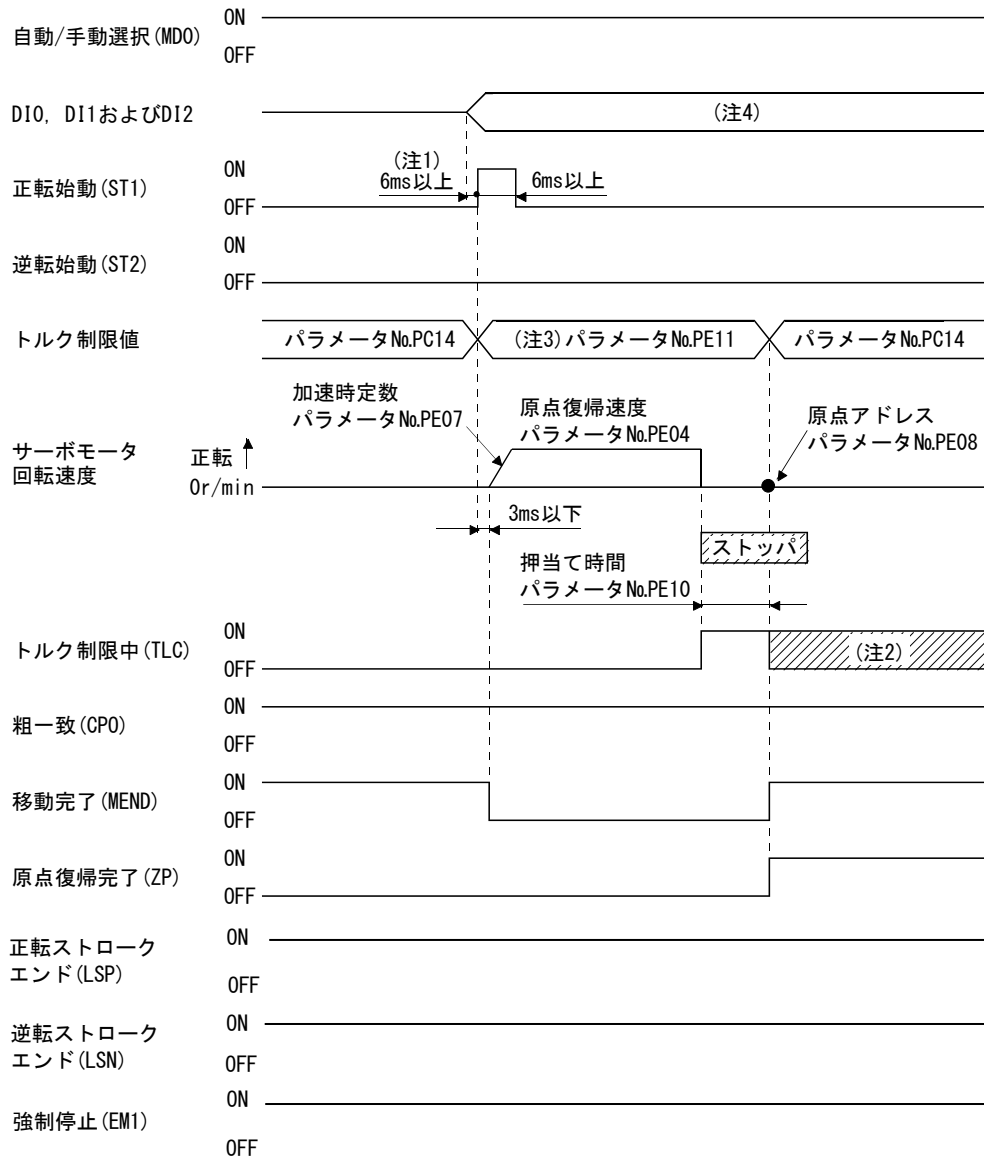 自動/手動選択(MD0)
ON
OFF
DI0, DI1およびDI2
(注4)
正転始動(ST1)
ON
OFF
(注1)
6ms以上
6ms以上
逆転始動(ST2)
ON
OFF
トルク制限値
パラメータNo.PC14
(注3)パラメータNo.PE11
パラメータNo.PC14
加速時定数
パラメータNo.PE07
原点復帰速度
パラメータNo.PE04
原点アドレス
パラメータNo.PE08
サーボモータ
回転速度
正転
0r/min
3ms以下
ストッパ
押当て時間
パラメータNo.PE10
トルク制限中(TLC)
ON
OFF
(注2)
粗一致(CPO)
ON
OFF
移動完了(MEND)
ON
OFF
原点復帰完了(ZP)
ON
OFF
正転ストローク
エンド(LSP)
ON
OFF
逆転ストローク
エンド(LSN)
ON
OFF
強制停止(EM1)
ON
OFF